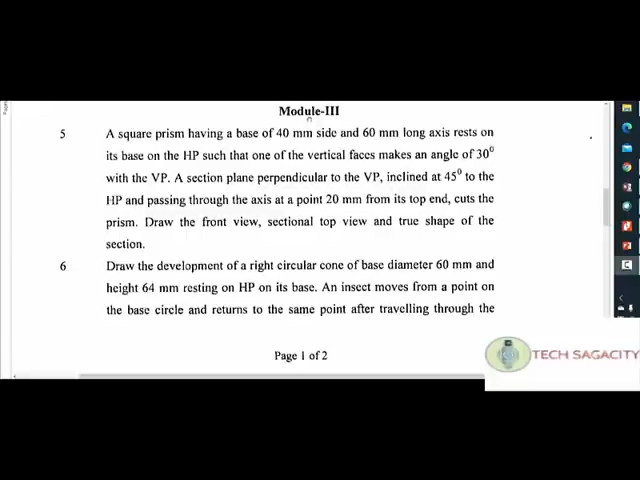 Module-III
5 A square prism having a base of 40 mm side and 60 mm long axis rests on
its base on the HP such that one of the vertical faces makes an angle of 30⁰
with the VP. A section plane perpendicular to the VP, inclined at 45⁰ to the
HP and passing through the axis at a point 20 mm from its top end, cuts the
prism. Draw the front view, sectional top view and true shape of the
section.
6 Draw the development of a right circular cone of base diameter 60 mm and
height 64 mm resting on HP on its base. An insect moves from a point on
the base circle and returns to the same point after travelling through the
Page 1 of 2
TECH SAGACITY